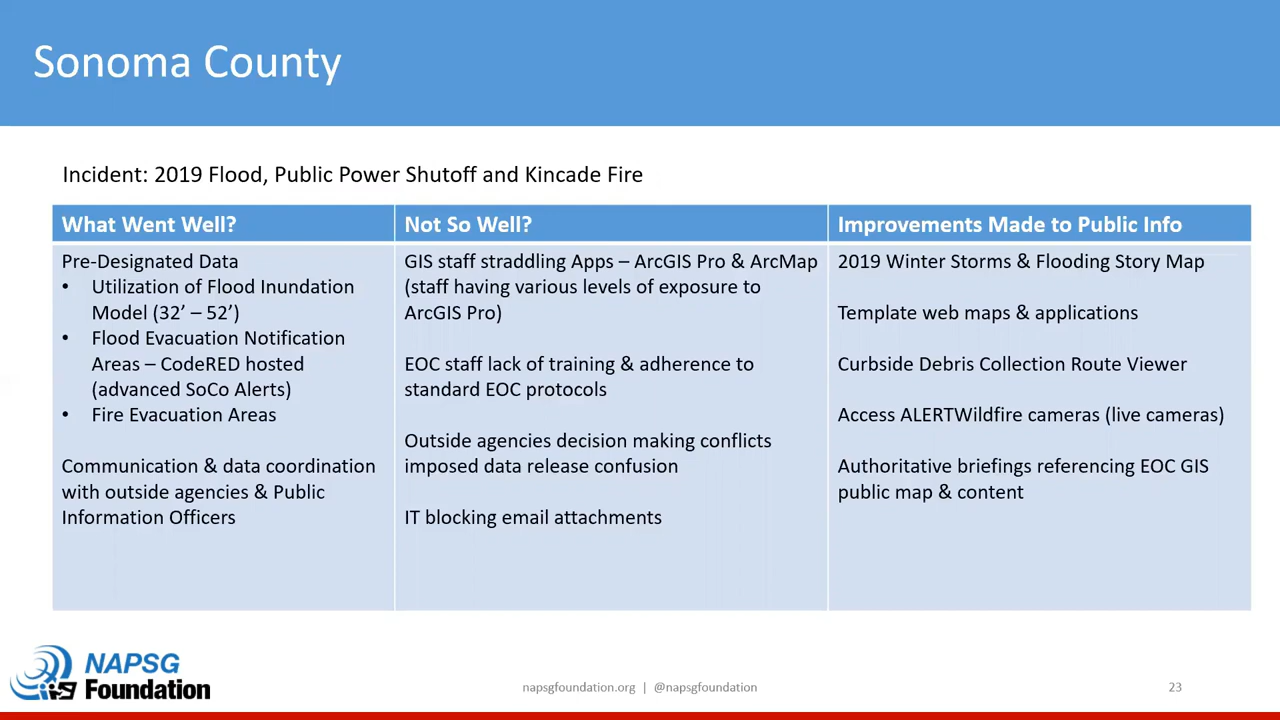 Sonoma County
Incident: 2019 Flood, Public Power Shutoff and Kincade Fire
What Went Well?
Pre-Designated Data
• Utilization of Flood Inundation
Model (32’ – 52’)
• Flood Evacuation Notification
Areas – CodeRED hosted
(advanced SoCo Alerts)
• Fire Evacuation Areas
Communication & data coordination
with outside agencies & Public
Information Officers
Not So Well?
GIS staff straddling Apps – ArcGIS Pro & ArcMap
(staff having various levels of exposure to
ArcGIS Pro)
EOC staff lack of training & adherence to
standard EOC protocols
Outside agencies decision making conflicts
imposed data release confusion
IT blocking email attachments
Improvements Made to Public Info
2019 Winter Storms & Flooding Story Map
Template web maps & applications
Curbside Debris Collection Route Viewer
Access ALERTWildfire cameras (live cameras)
Authoritative briefings referencing EOC GIS
public map & content
NAPSG
Foundation
napsgfoundation.org | @napsgfoundation
23